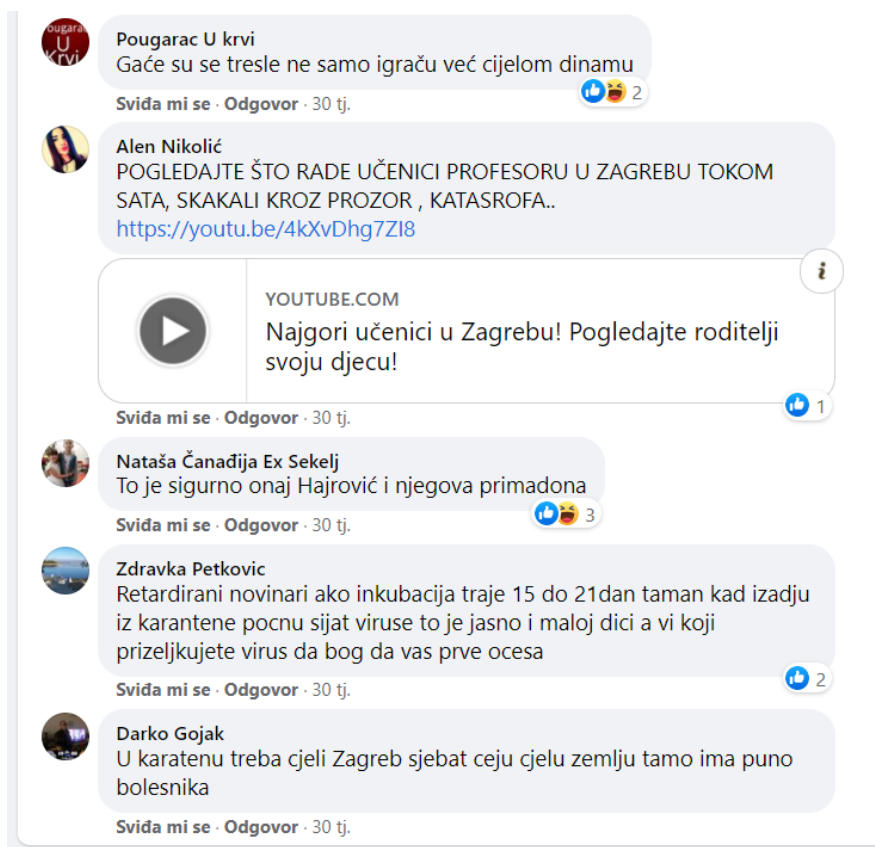 Pougarac U Krvi
Pougarac U krvi
Gaće su se tresle ne samo igraču već cijelom dinamu
2
Sviđa mi se · Odgovor · 30 tj.
Alen Nikolić
POGLEDAJTE ŠTO RADE UČENICI PROFESORU U ZAGREBU TOKOM
SATA, SKAKALI KROZ PROZOR , KATASROFA..
https://youtu.be/4kXvDhg7ZI8
i
YOUTUBE.COM
Najgori učenici u Zagrebu! Pogledajte roditelji
svoju djecu!
1
Sviđa mi se · Odgovor · 30 tj.
Nataša Čanađija Ex Sekelj
To je sigurno onaj Hajrović i njegova primadona
3
Sviđa mi se · Odgovor · 30 tj.
Zdravka Petkovic
Retardirani novinari ako inkubacija traje 15 do 21dan taman kad izadju
iz karantene pocnu sijat viruse to je jasno i maloj dici a vi koji
prizeljkujete virus da bog da vas prve ocesa
2
Sviđa mi se · Odgovor · 30 tj.
Darko Gojak
U karatenu treba cjeli Zagreb sjebat ceju cjelu zemlju tamo ima puno
bolesnika
Sviđa mi se · Odgovor · 30 tj.